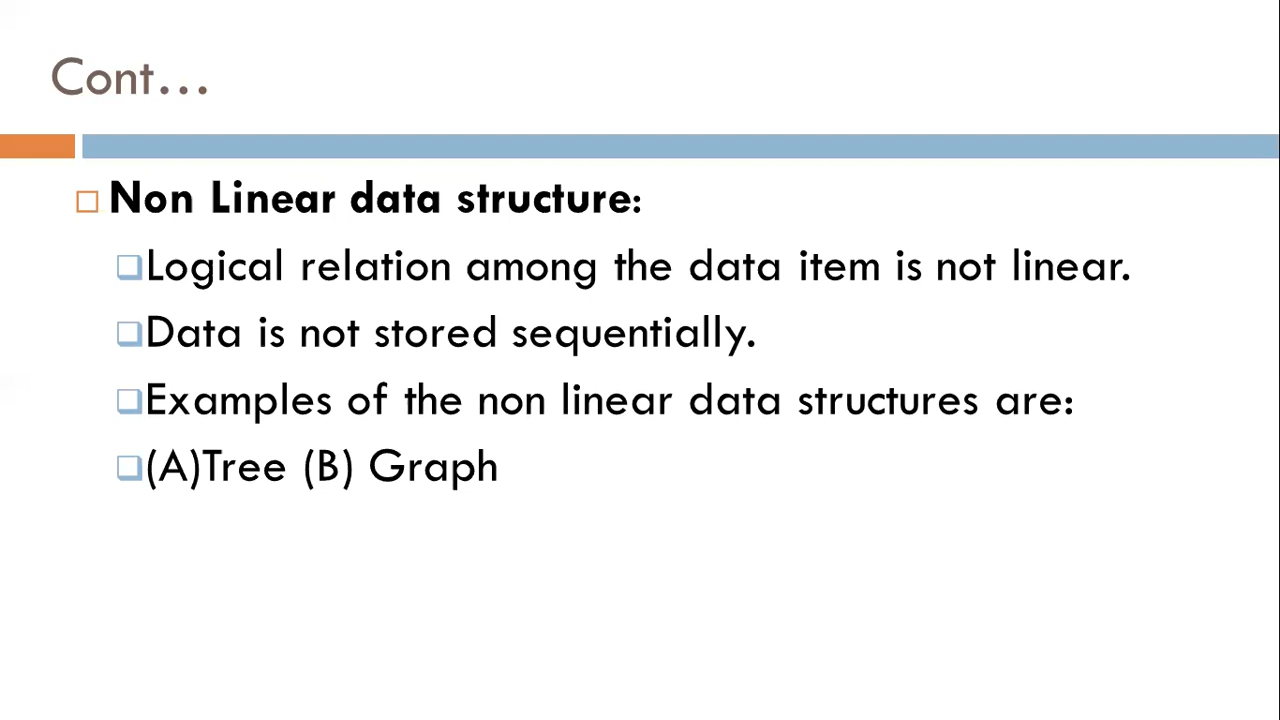 Cont...
Non Linear data structure:
Logical relation among the data item is not linear.
Data is not stored sequentially.
Examples of the non linear data structures are:
(A)Tree (B) Graph